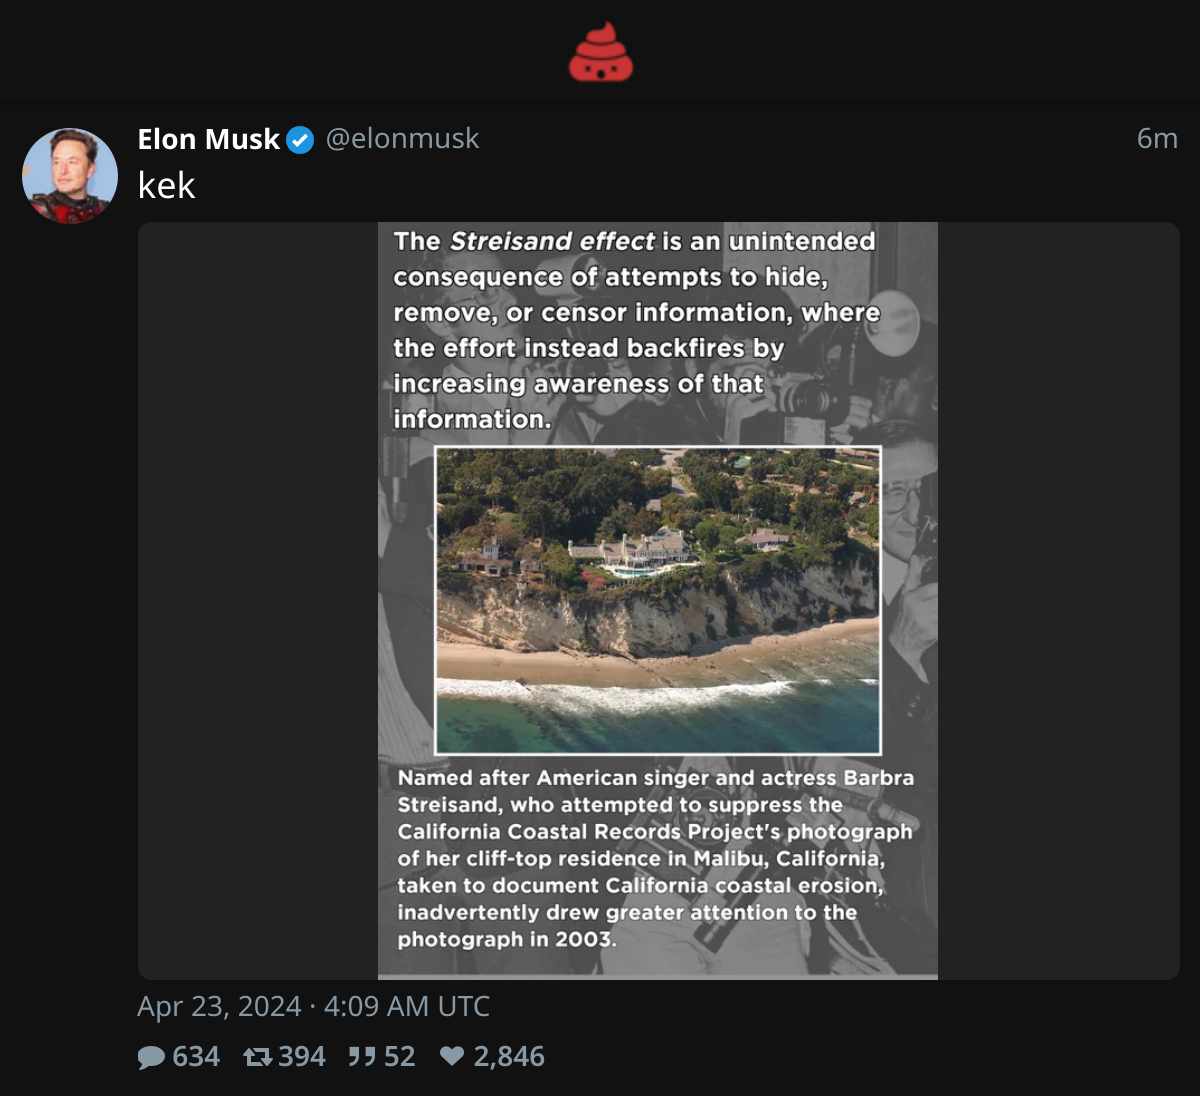 Elon Musk @elonmusk 6m
kek
The Streisand effect is an unintended
consequence of attempts to hide,
remove, or censor information, where
the effort instead backfires by
increasing awareness of that
information.
Named after American singer and actress Barbra
Streisand, who attempted to suppress the
California Coastal Records Project's photograph
of her cliff-top residence in Malibu, California,
taken to document California coastal erosion,
inadvertently drew greater attention to the
photograph in 2003.
Apr 23, 2024 · 4:09 AM UTC
634 394 52 2,846